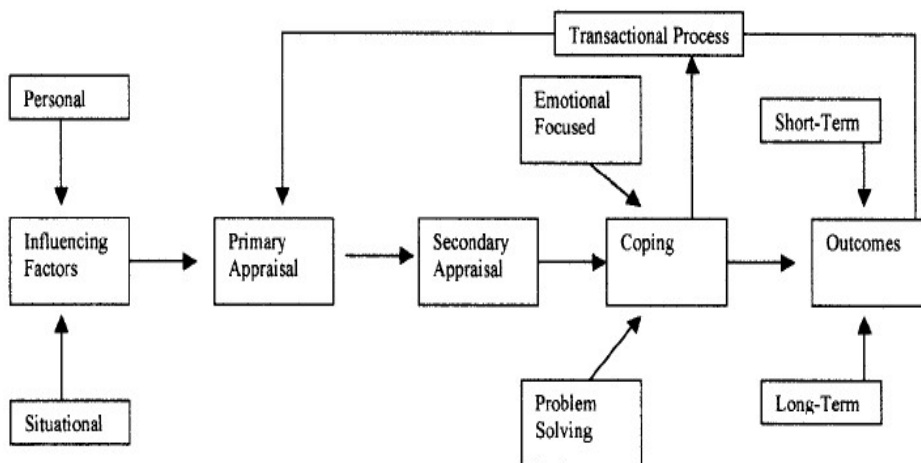 Transactional Process
Personal
Emotional
Focused
Short-Term
Influencing
Factors
Primary
Appraisal
Secondary
Appraisal
Coping
Outcomes
Situational
Problem
Solving
Long-Term